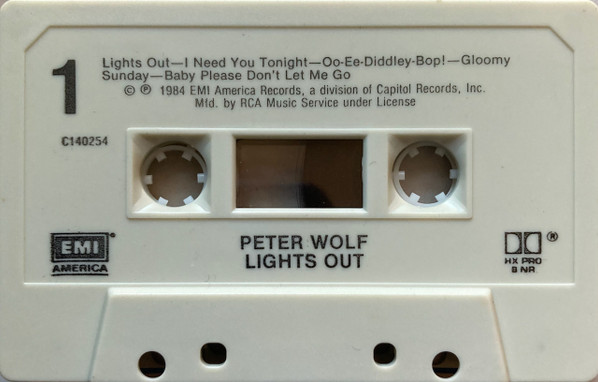 1
Lights Out—I Need You Tonight—Oo-Ee-Diddley-Bop!—Gloomy
Sunday—Baby Please Don't Let Me Go
© ℗ 1984 EMI America Records, a division of Capitol Records, Inc.
Mfd. by RCA Music Service under License
C140254
EMI
AMERICA
PETER WOLF
LIGHTS OUT
®
HX PRO
B NR